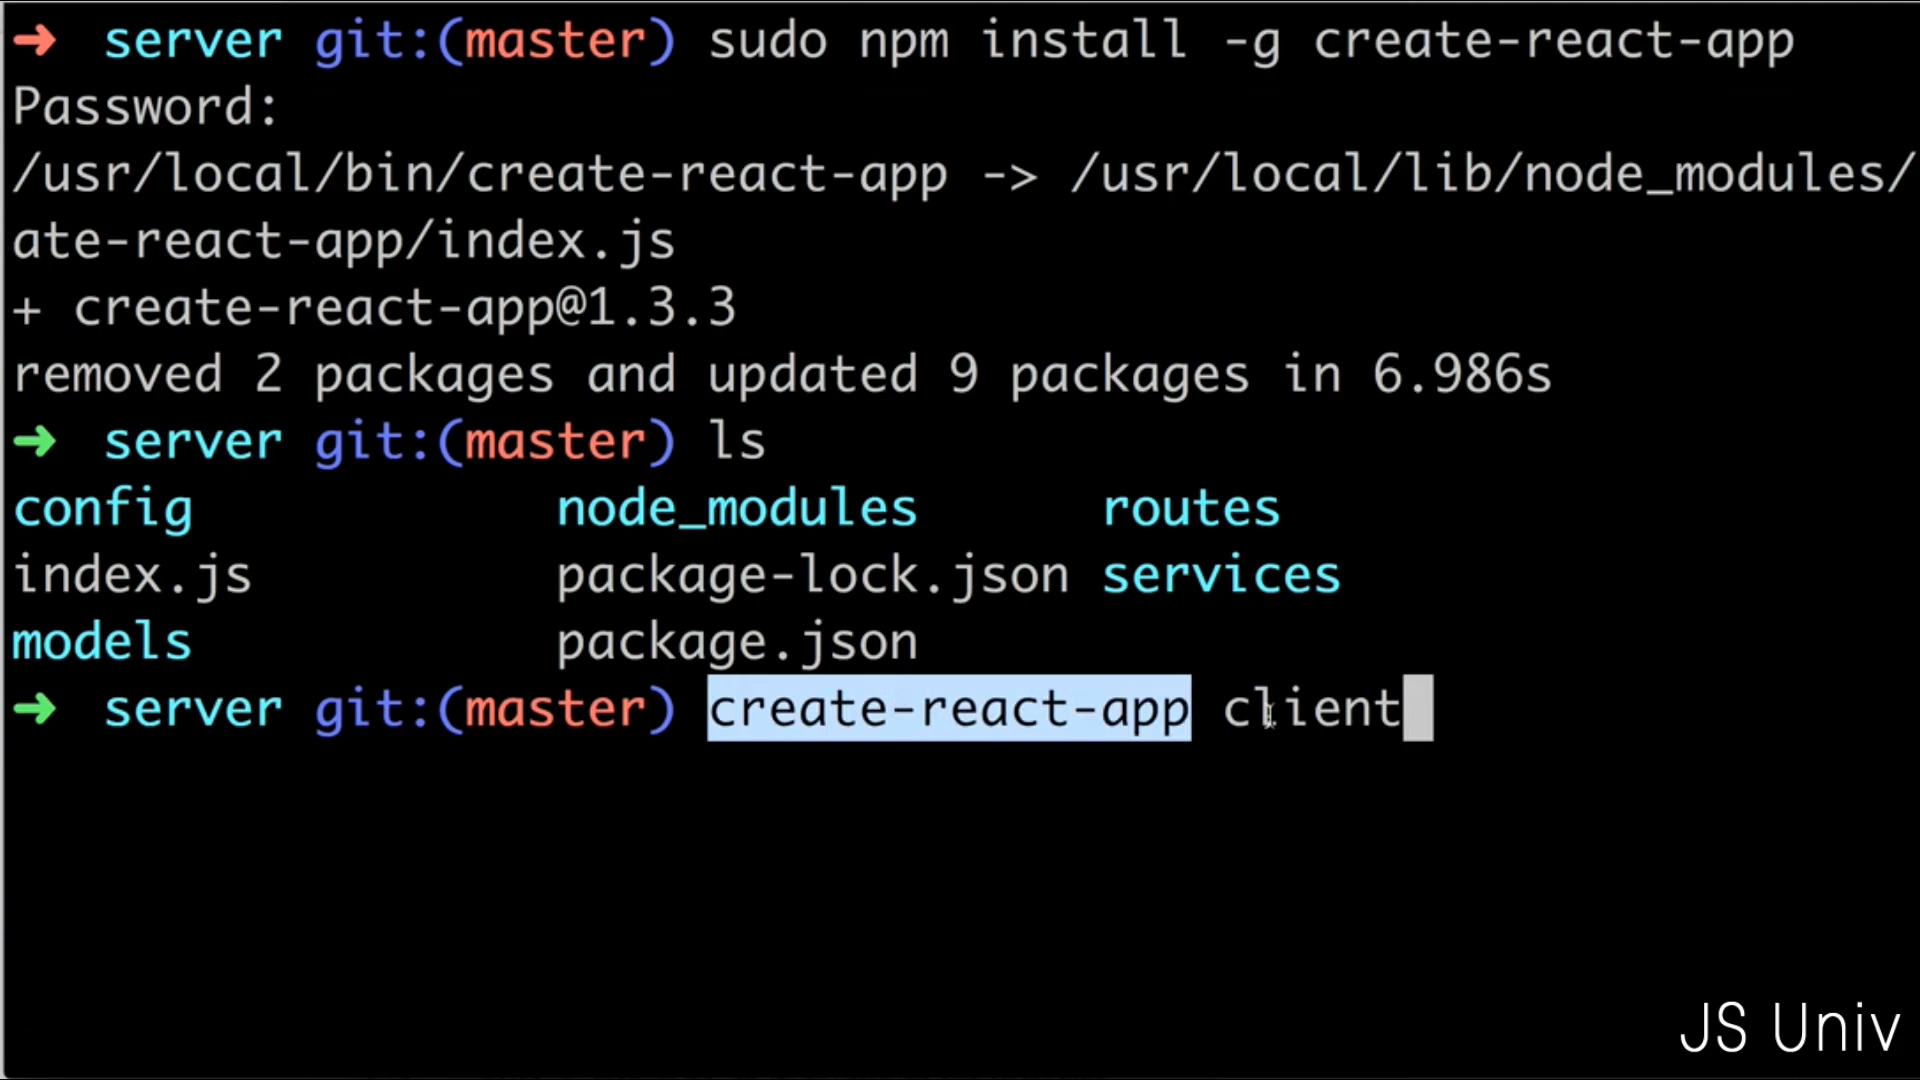 ➜ server git:(master) sudo npm install -g create-react-app
Password:
/usr/local/bin/create-react-app -> /usr/local/lib/node_modules/
ate-react-app/index.js
+ create-react-app@1.3.3
removed 2 packages and updated 9 packages in 6.986s
➜ server git:(master) ls
config node_modules routes
index.js package-lock.json services
models package.json
➜ server git:(master) create-react-app client
JS Univ